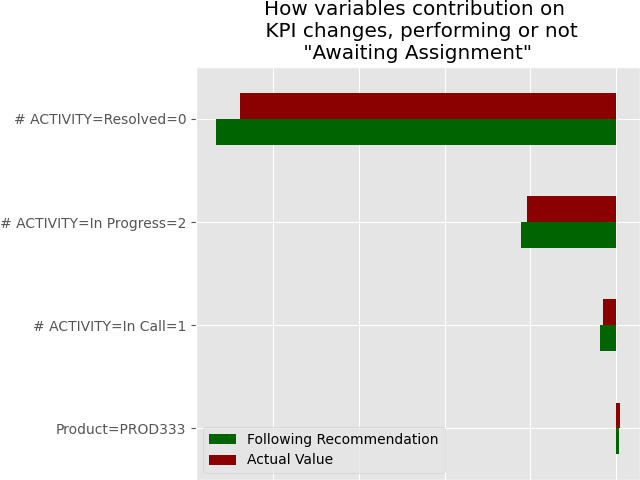 How variables contribution on
KPI changes, performing or not
"Awaiting Assignment"
# ACTIVITY=Resolved=0
# ACTIVITY=In Progress=2
# ACTIVITY=In Call=1
Product=PROD333
Following Recommendation
Actual Value